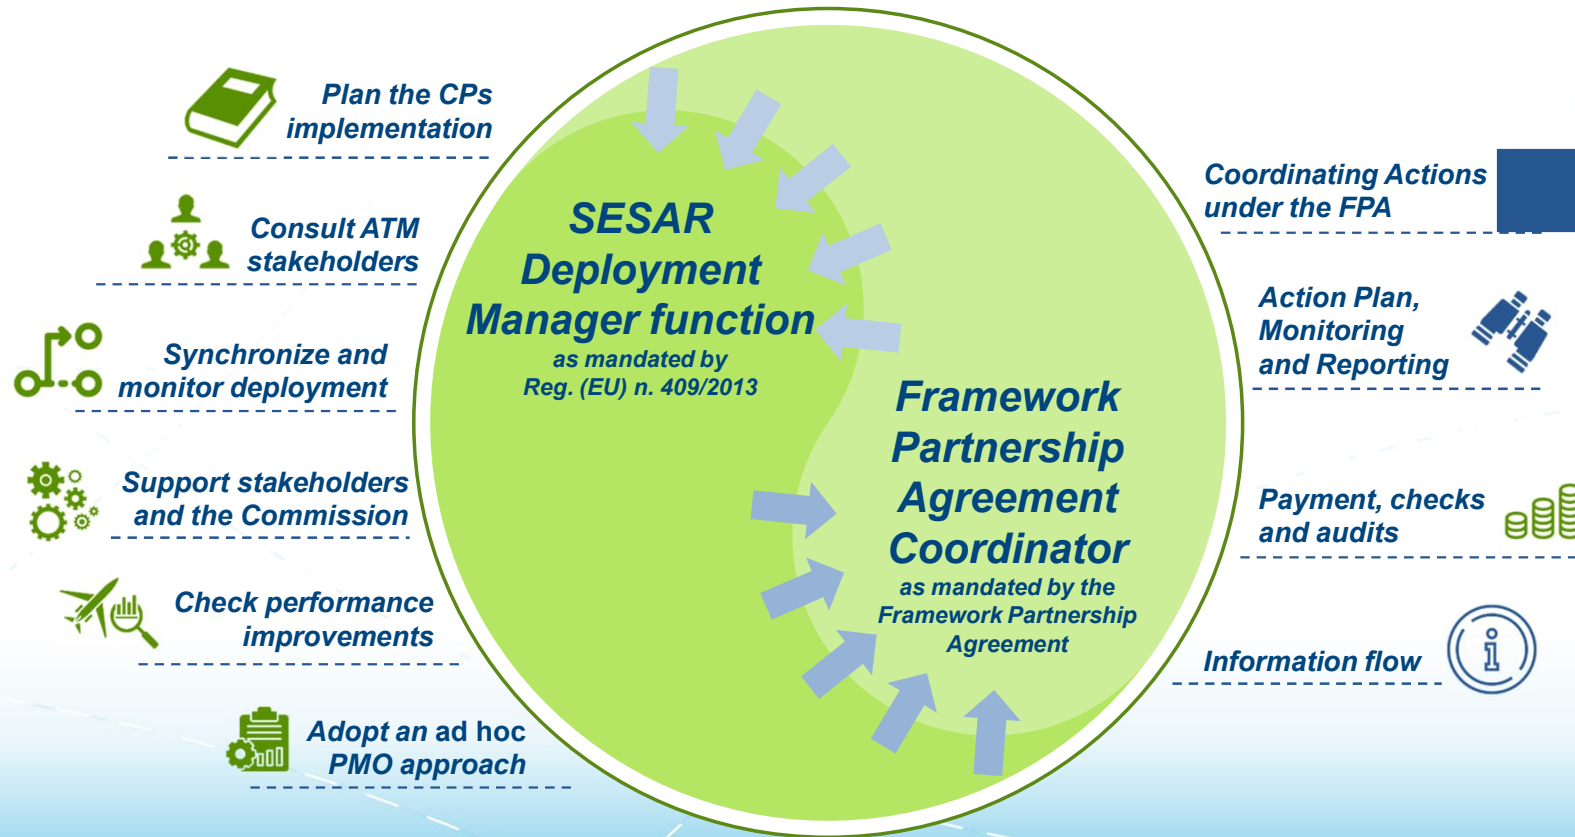 Plan the CPs
implementation
Consult ATM
stakeholders
Synchronize and
monitor deployment
Support stakeholders
and the Commission
Check performance
improvements
Adopt an ad hoc
PMO approach
SESAR
Deployment
Manager function
as mandated by
Reg. (EU) n. 409/2013
Framework
Partnership
Agreement
Coordinator
as mandated by the
Framework Partnership
Agreement
Coordinating Actions
under the FPA
Action Plan,
Monitoring
and Reporting
Payment, checks
and audits
Information flow